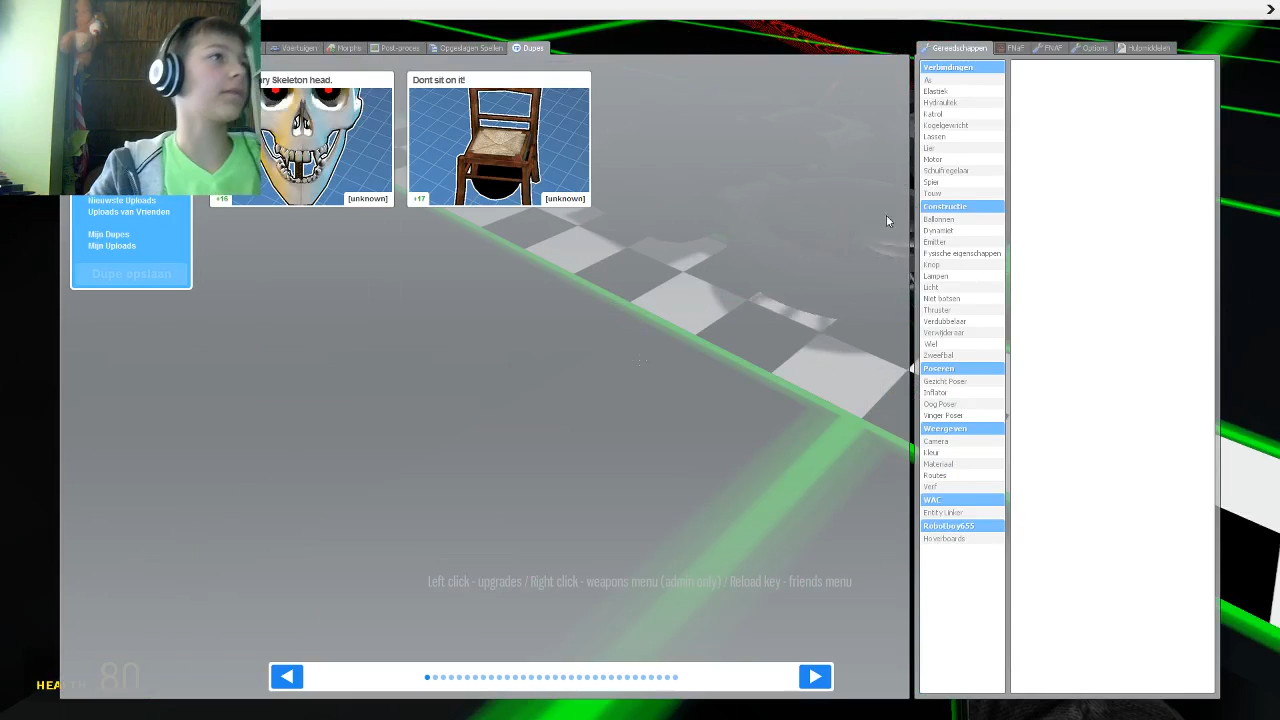 Voertuigen Morphs Post-proces Opgeslagen Spelen Dupes
Gereedschappen FNaF FNAF Options Hulpmiddelen
ry Skeleton head.
+16 [unknown]
Dont sit on it!
+17 [unknown]
Nieuwste Uploads
Uploads van Vrienden
Mijn Dupes
Mijn Uploads
Dupe opslaan
Verbindingen
As
Elastiek
Hydrauliek
Katrol
Kogelgewricht
Lassen
Lier
Motor
Schuifregelaar
Spier
Touw
Constructie
Ballonnen
Dynamiet
Emitter
Fysische eigenschappen
Knop
Lampen
Licht
Niet botsen
Thruster
Verdubbelaar
Verwijderaar
Wiel
Zweefbal
Poseren
Gezicht Poser
Inflator
Oog Poser
Vinger Poser
Weergeven
Camera
Kleur
Materiaal
Routes
Verf
WAC
Entity Linker
Robotboy655
Hoverboards
Left click - upgrades / Right click - weapons menu (admin only) / Reload key - friends menu
HEALTH 80